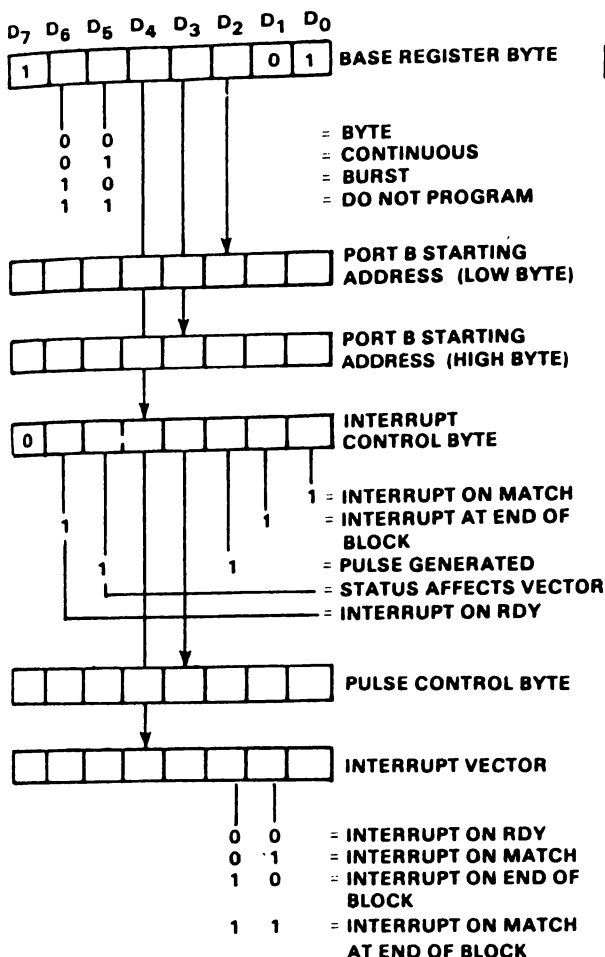 D7 D6 D5 D4 D3 D2 D1 D0
1 0 1 BASE REGISTER BYTE
0 0 = BYTE
0 1 = CONTINUOUS
1 0 = BURST
1 1 = DO NOT PROGRAM
PORT B STARTING
ADDRESS (LOW BYTE)
PORT B STARTING
ADDRESS (HIGH BYTE)
0 INTERRUPT
CONTROL BYTE
1 = INTERRUPT ON MATCH
1 1 = INTERRUPT AT END OF
BLOCK
1 1 = PULSE GENERATED
= STATUS AFFECTS VECTOR
= INTERRUPT ON RDY
PULSE CONTROL BYTE
INTERRUPT VECTOR
0 0 = INTERRUPT ON RDY
0 1 = INTERRUPT ON MATCH
1 0 = INTERRUPT ON END OF
BLOCK
1 1 = INTERRUPT ON MATCH
AT END OF BLOCK